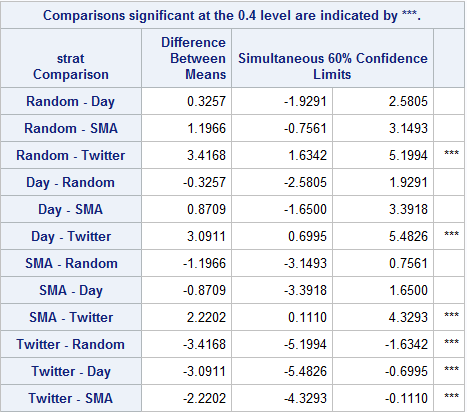 Comparisons significant at the 0.4 level are indicated by ***.
strat Comparison Difference Between Means Simultaneous 60% Confidence Limits
Random - Day 0.3257 -1.9291 2.5805
Random - SMA 1.1966 -0.7561 3.1493
Random - Twitter 3.4168 1.6342 5.1994 ***
Day - Random -0.3257 -2.5805 1.9291
Day - SMA 0.8709 -1.6500 3.3918
Day - Twitter 3.0911 0.6995 5.4826 ***
SMA - Random -1.1966 -3.1493 0.7561
SMA - Day -0.8709 -3.3918 1.6500
SMA - Twitter 2.2202 0.1110 4.3293 ***
Twitter - Random -3.4168 -5.1994 -1.6342 ***
Twitter - Day -3.0911 -5.4826 -0.6995 ***
Twitter - SMA -2.2202 -4.3293 -0.1110 ***